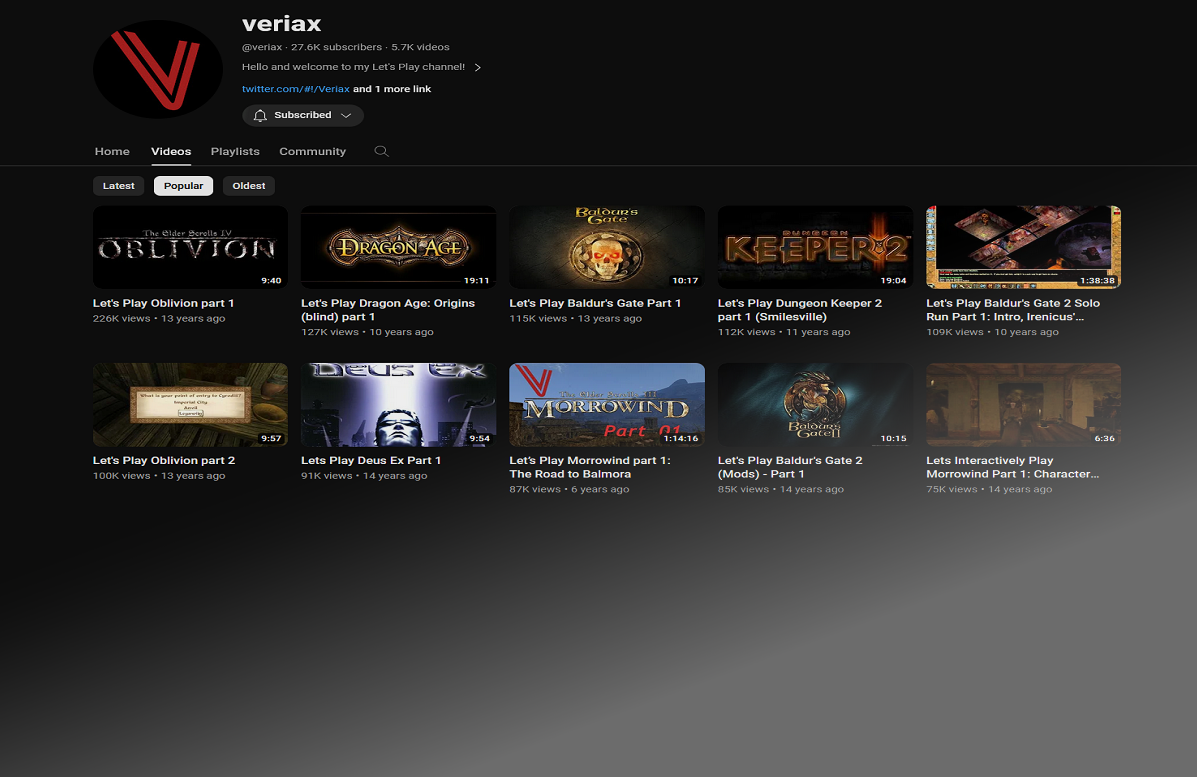 veriax
@veriax · 27.6K subscribers · 5.7K videos
Hello and welcome to my Let's Play channel!
twitter.com/#!/Veriax and 1 more link
Subscribed
Home Videos Playlists Community
Latest Popular Oldest
The Elder Scrolls IV
OBLIVION
9:40
DRAGON AGE
19:11
Baldur's
Gate
10:17
DUNGEON
KEEPER 2
19:04
1:38:38
Let's Play Oblivion part 1
226K views • 13 years ago
Let's Play Dragon Age: Origins
(blind) part 1
127K views • 10 years ago
Let's Play Baldur's Gate Part 1
115K views • 13 years ago
Let's Play Dungeon Keeper 2
part 1 (Smilesville)
112K views • 11 years ago
Let's Play Baldur's Gate 2 Solo
Run Part 1: Intro, Irenicus'...
109K views • 10 years ago
What is your point of entry to Cyrodil?
Imperial City
Anvil
9:57
DEUS EX
9:54
The Elder Scrolls III
MORROWIND
Part 01
1:14:16
Baldur's
Gate II
10:15
6:36
Let's Play Oblivion part 2
100K views • 13 years ago
Lets Play Deus Ex Part 1
91K views • 14 years ago
Let's Play Morrowind part 1:
The Road to Balmora
87K views • 6 years ago
Let's Play Baldur's Gate 2
(Mods) - Part 1
85K views • 14 years ago
Lets Interactively Play
Morrowind Part 1: Character...
75K views • 14 years ago